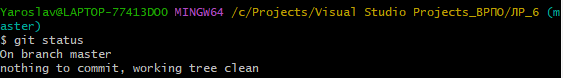 Yaroslav@LAPTOP-77413DOO MINGW64 /c/Projects/Visual Studio Projects_ВРПО/ЛР_6 (m
aster)
$ git status
On branch master
nothing to commit, working tree clean